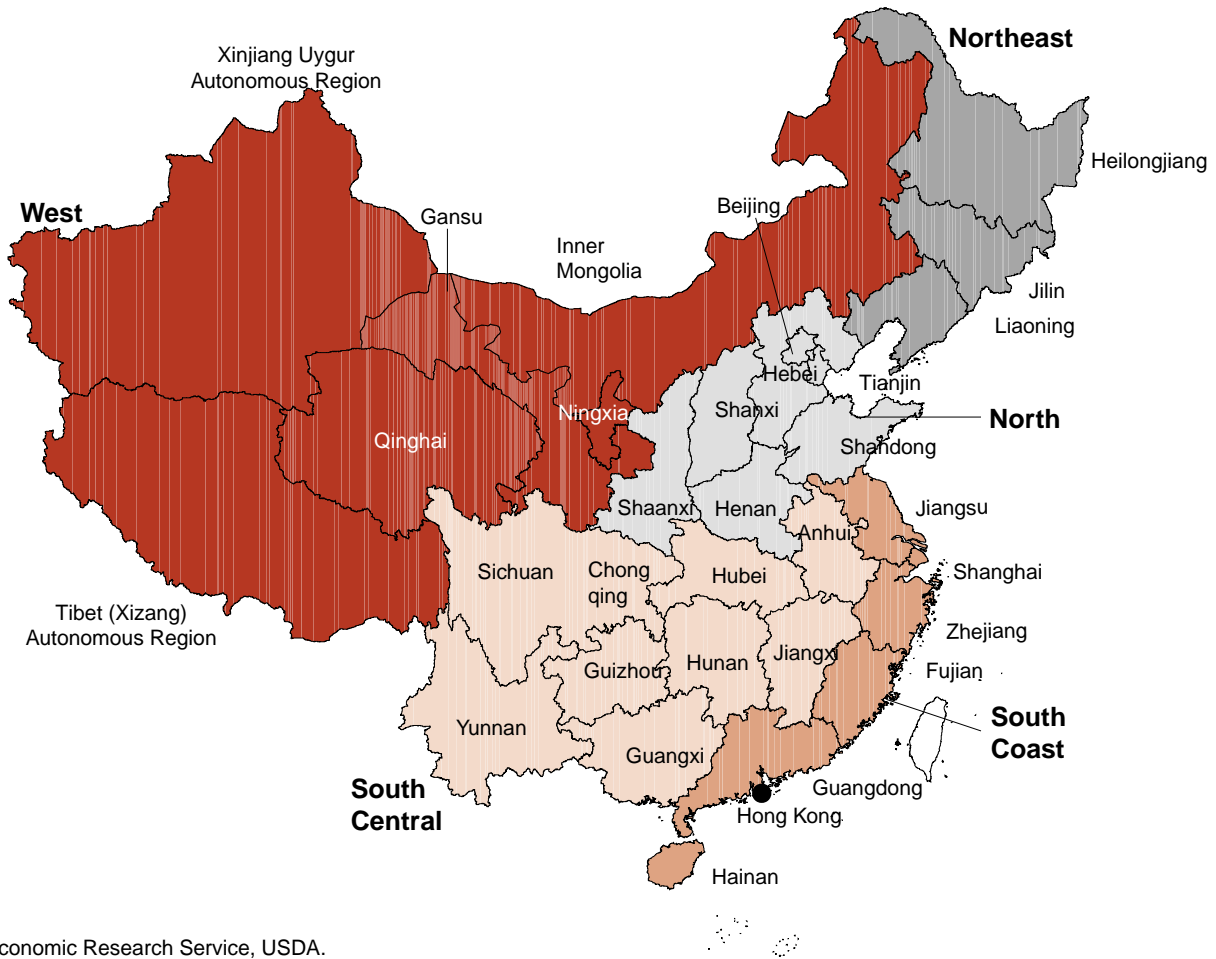 Northeast
Xinjiang Uygur
Autonomous Region
Heilongjiang
West
Gansu
Beijing
Inner
Mongolia
Jilin
Liaoning
Hebei
Tianjin
Ningxia
Shanxi
North
Qinghai
Shandong
Shaanxi
Henan
Jiangsu
Anhui
Sichuan
Chong
qing
Hubei
Shanghai
Tibet (Xizang)
Autonomous Region
Zhejiang
Guizhou
Hunan
Jiangxi
Fujian
Yunnan
South
Coast
Guangxi
South
Central
Guangdong
Hong Kong
Hainan
conomic Research Service, USDA.